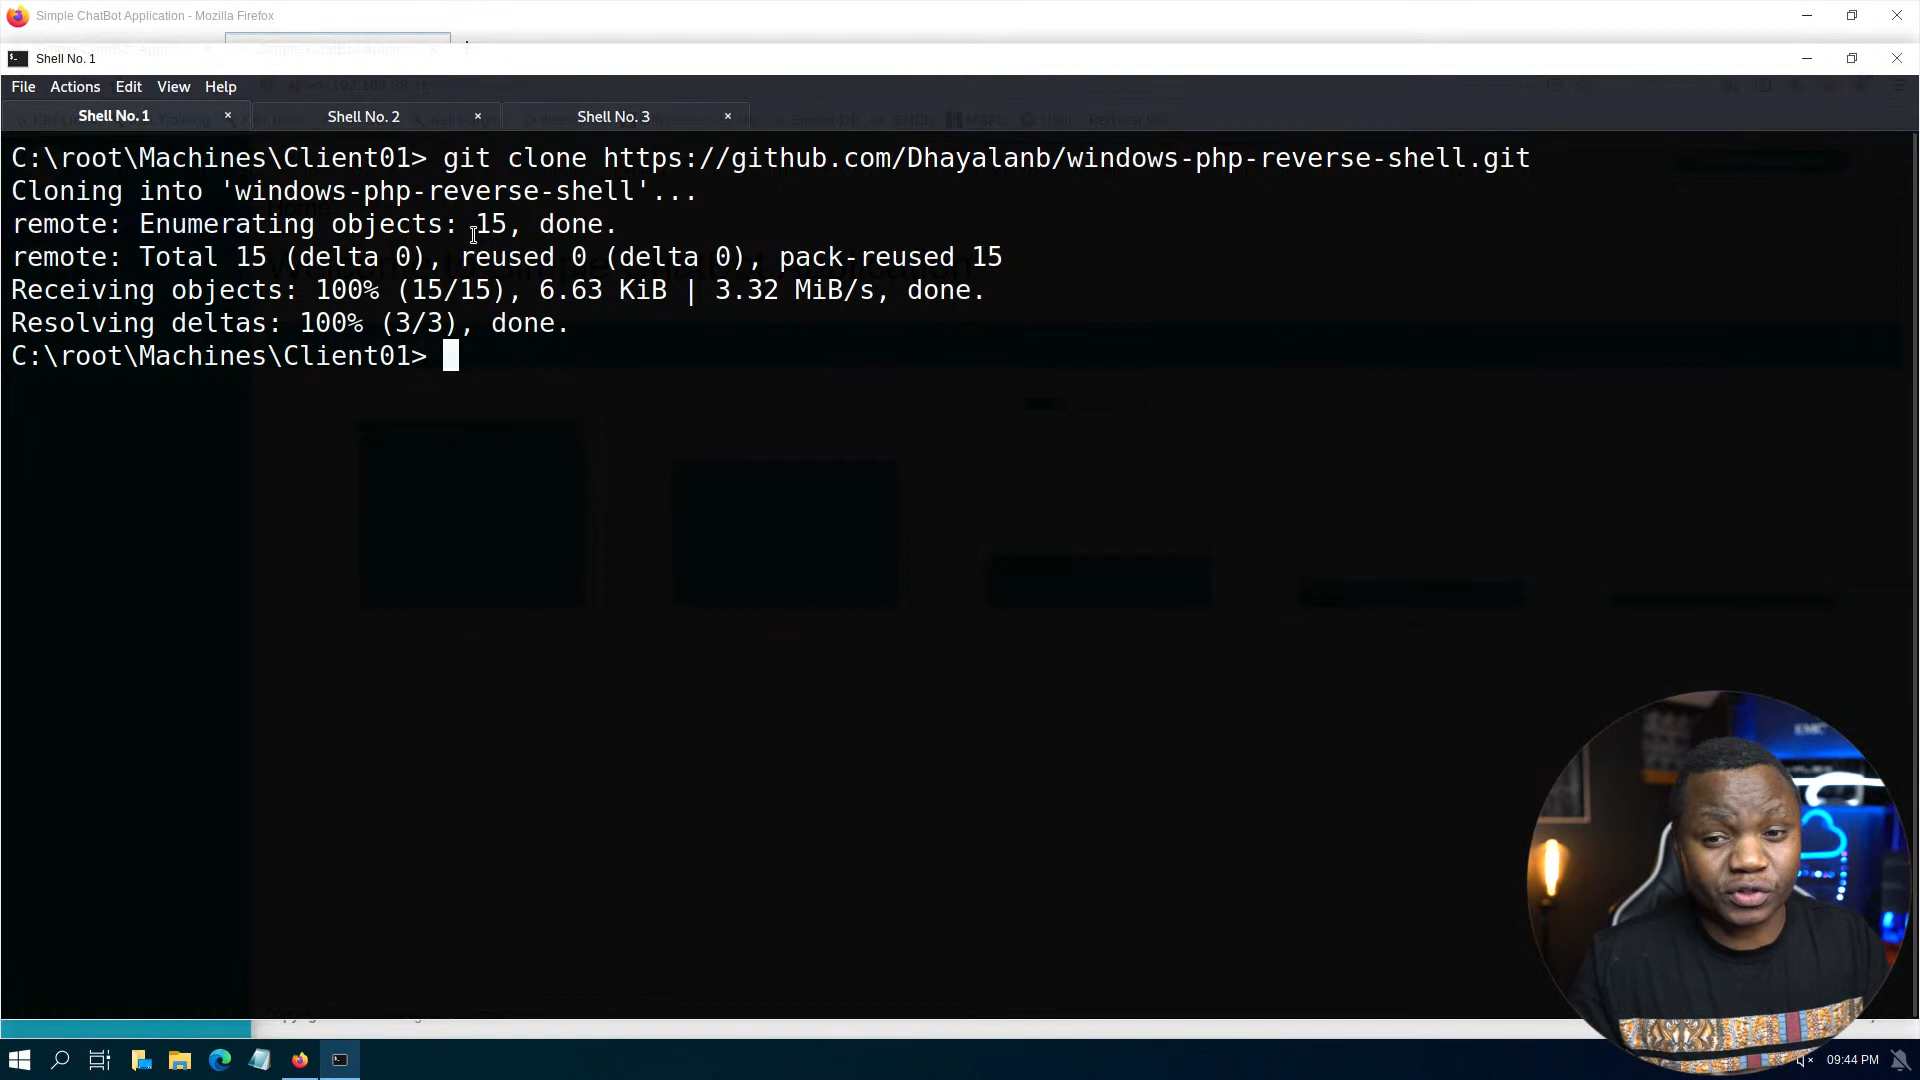 Simple ChatBot Application - Mozilla Firefox
Shell No. 1
File Actions Edit View Help
Shell No. 1 × Shell No. 2 × Shell No. 3 ×
C:\root\Machines\Client01> git clone https://github.com/Dhayalanb/windows-php-reverse-shell.git
Cloning into 'windows-php-reverse-shell'...
remote: Enumerating objects: 15, done.
remote: Total 15 (delta 0), reused 0 (delta 0), pack-reused 15
Receiving objects: 100% (15/15), 6.63 KiB | 3.32 MiB/s, done.
Resolving deltas: 100% (3/3), done.
C:\root\Machines\Client01>
09:44 PM